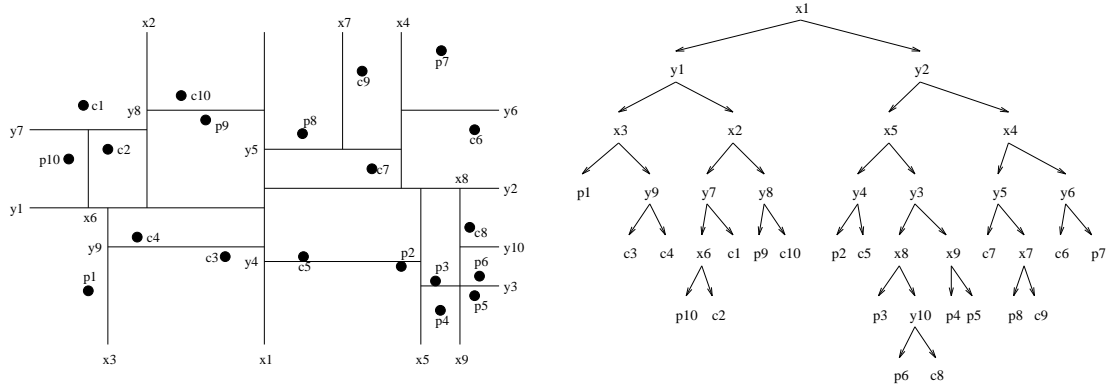 x2 x7 x4
p7
c9
c10
c1
y8 y6
p9 p8
y7 c6
p10 c2 y5
c7
x8
y2
y1
x6
c8
c4
y9 y10
c3 c5 p2
y4 p3 p6
p1 y3
p5
p4
x3 x1 x5 x9
x1
y1 y2
x3 x2 x5 x4
p1 y9 y7 y8 y4 y3 y5 y6
c3 c4 x6 c1 p9 c10 p2 c5 x8 x9 c7 x7 c6 p7
p10 c2 p3 y10 p4 p5 p8 c9
p6 c8